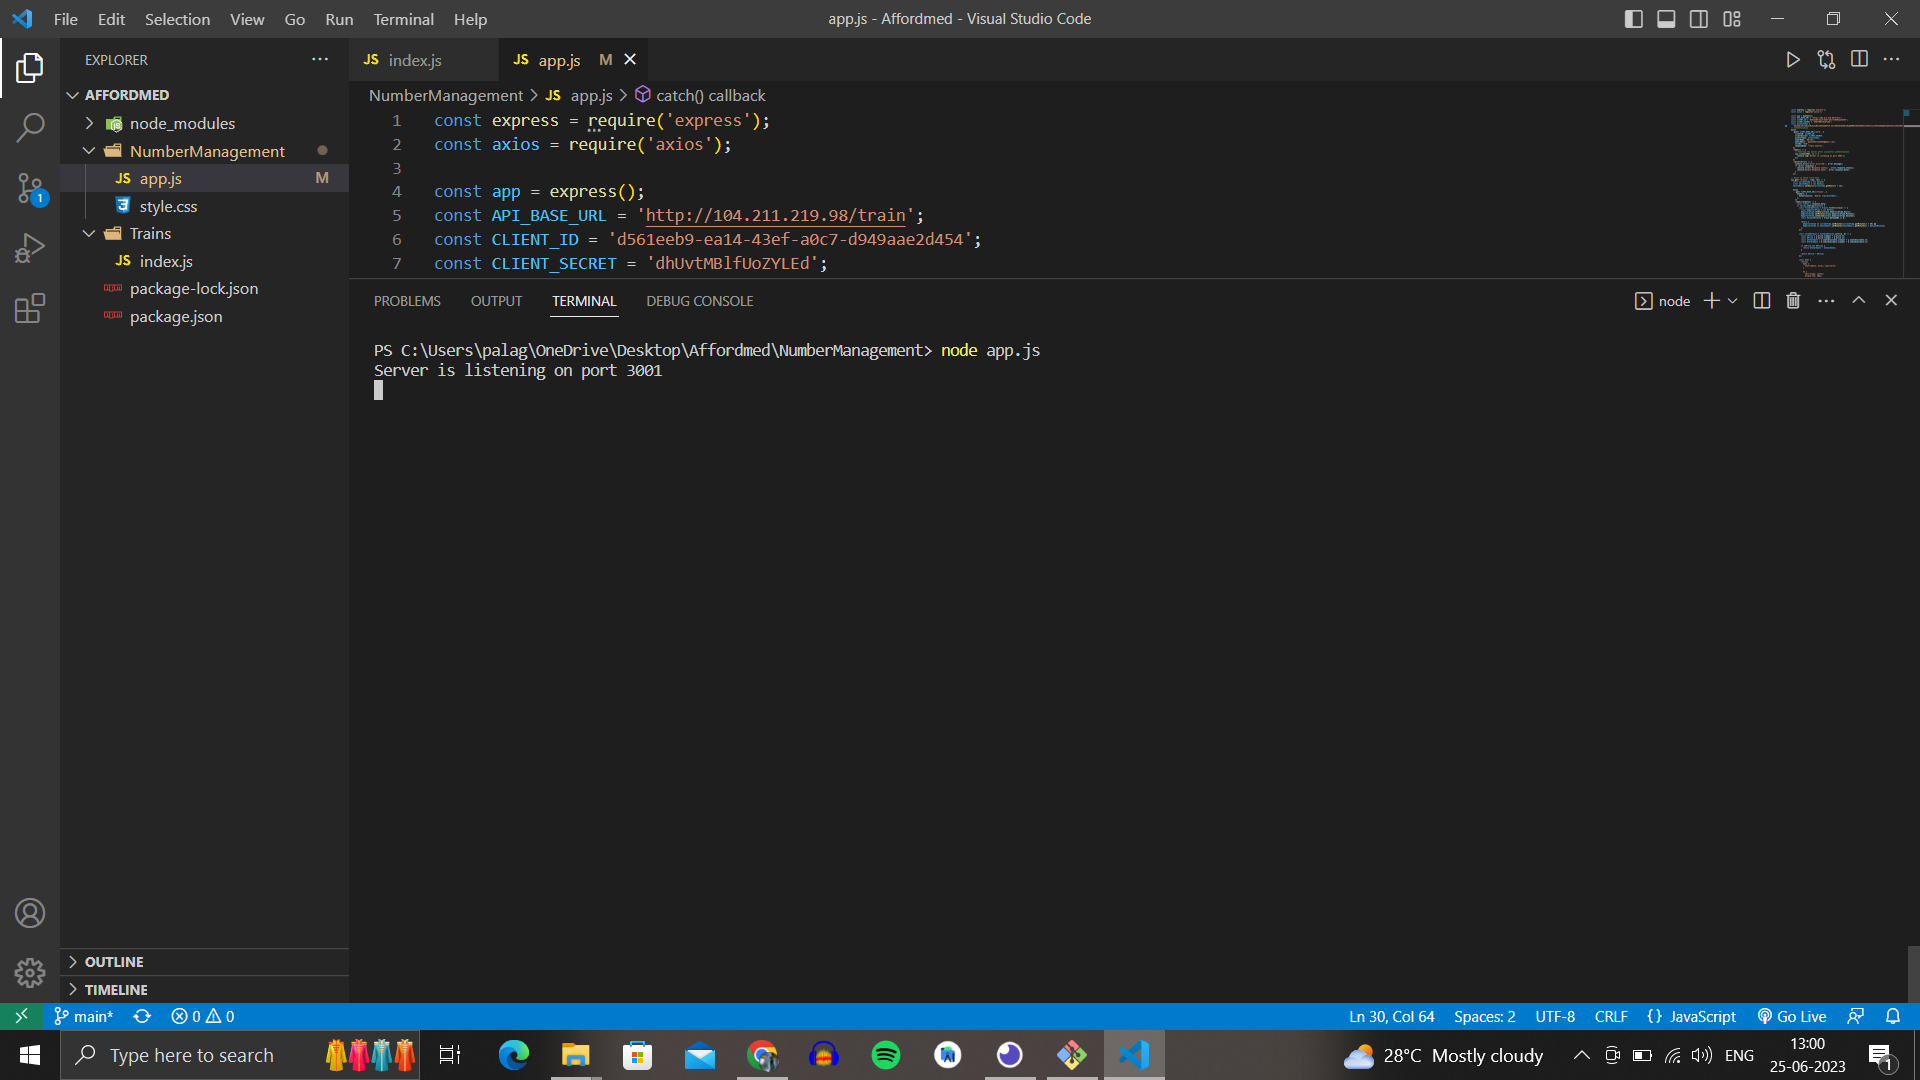 File Edit Selection View Go Run Terminal Help
app.js - Affordmed - Visual Studio Code
EXPLORER
AFFORDMED
node_modules
NumberManagement
JS app.js M
style.css
Trains
JS index.js
package-lock.json
package.json
OUTLINE
TIMELINE
JS index.js
JS app.js M
NumberManagement > JS app.js > catch() callback
1 const express = require('express');
2 const axios = require('axios');
3
4 const app = express();
5 const API_BASE_URL = 'http://104.211.219.98/train';
6 const CLIENT_ID = 'd561eeb9-ea14-43ef-a0c7-d949aae2d454';
7 const CLIENT_SECRET = 'dhUvtMBlfUoZYLEd';
PROBLEMS OUTPUT TERMINAL DEBUG CONSOLE
node
PS C:\Users\palag\OneDrive\Desktop\Affordmed\NumberManagement> node app.js
Server is listening on port 3001
main* 0 0
Ln 30, Col 64 Spaces: 2 UTF-8 CRLF {} JavaScript Go Live
Type here to search
28°C Mostly cloudy
ENG
13:00
25-06-2023
1